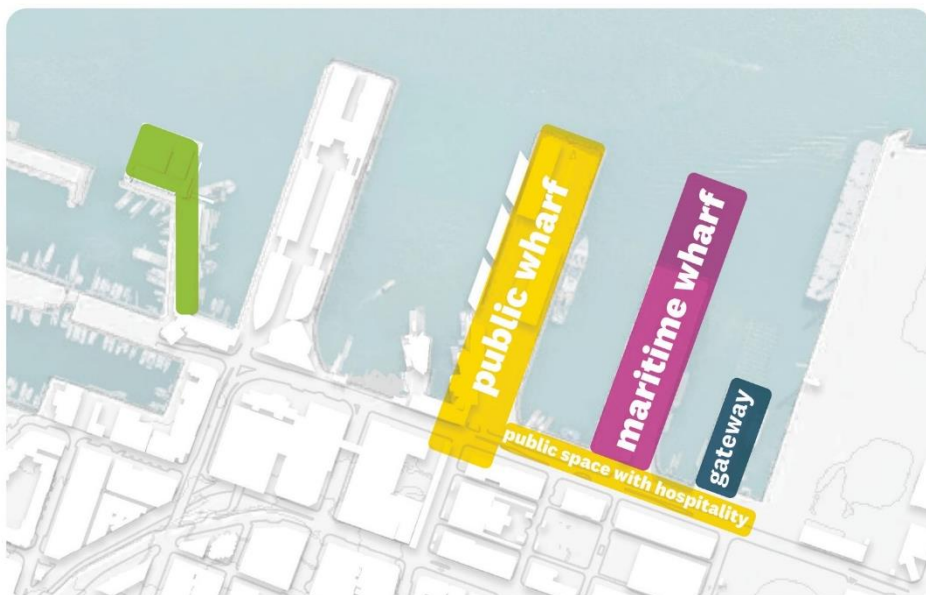 public wharf
maritime wharf
gateway
public space with hospitality